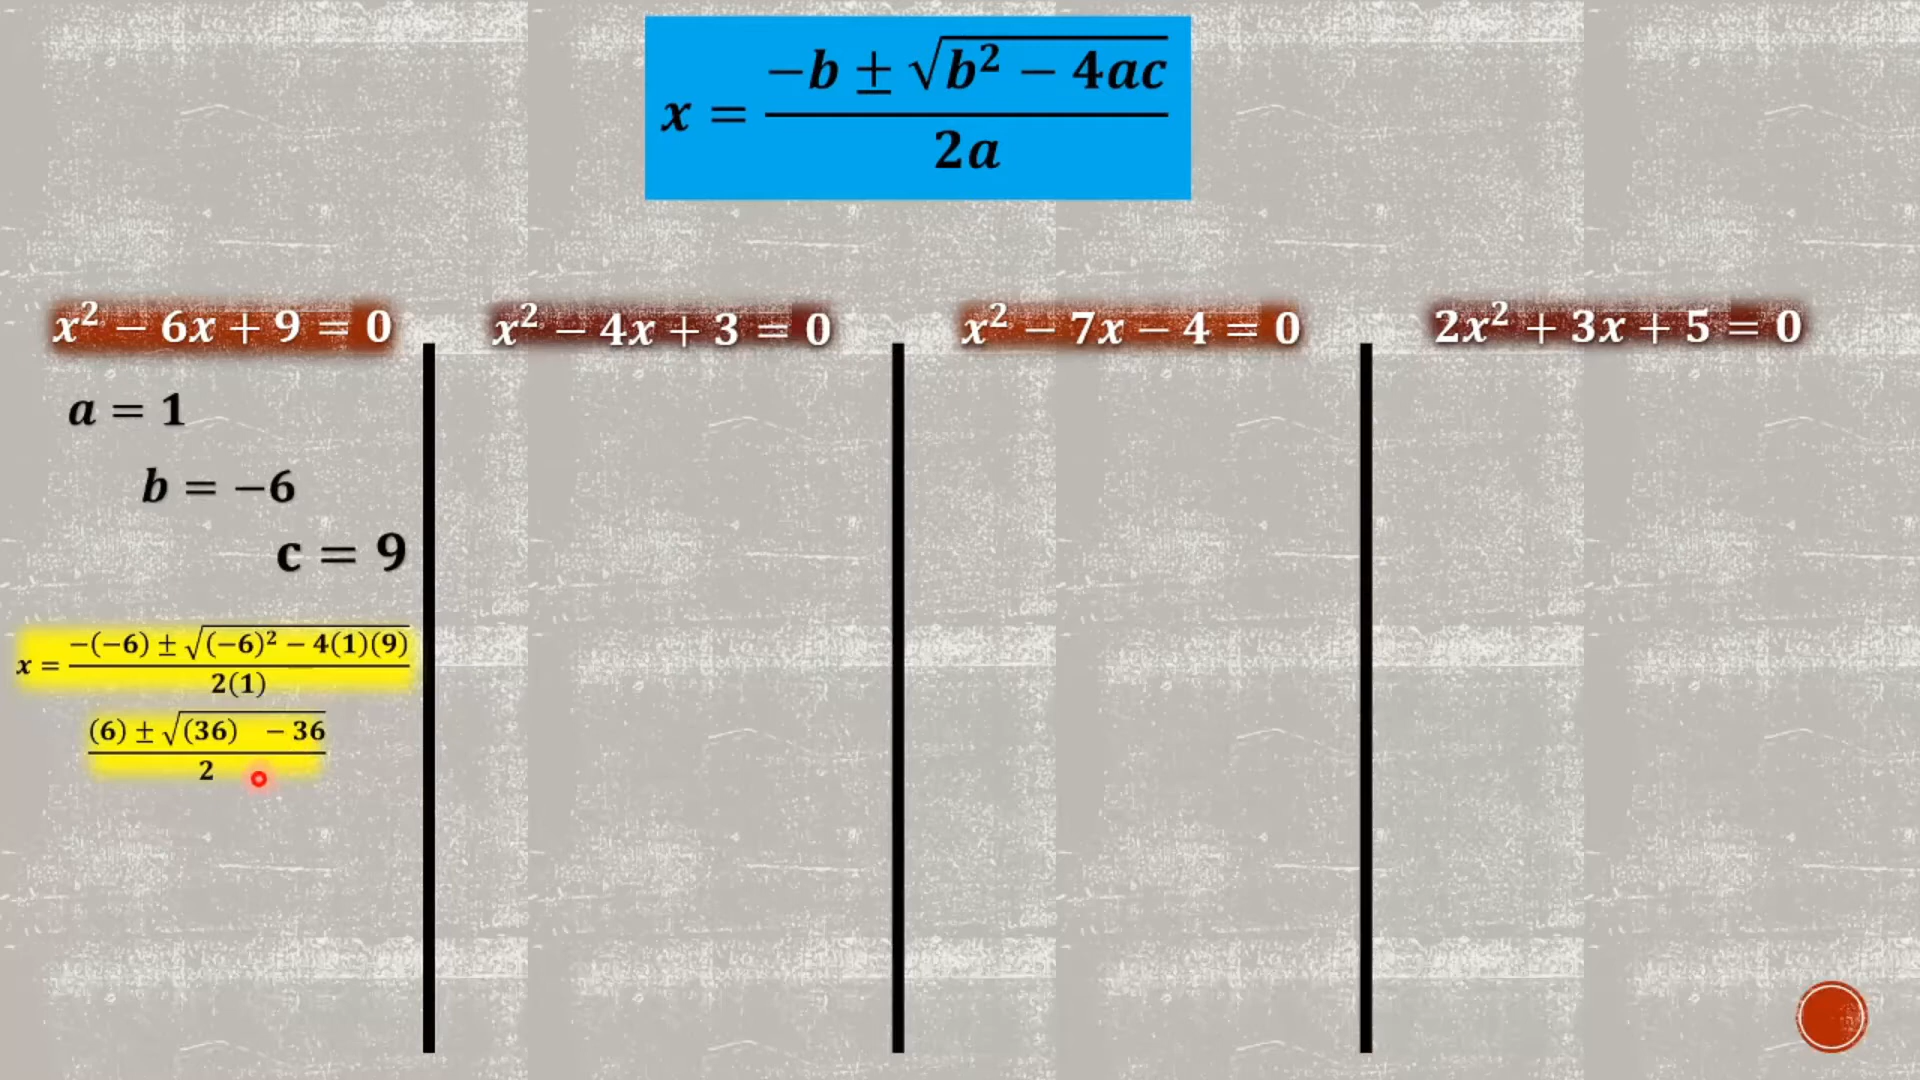 x = −b ± √b² − 4ac / 2a
x² − 6x + 9 = 0
x² − 4x + 3 = 0
x² − 7x − 4 = 0
2x² + 3x + 5 = 0
a = 1
b = −6
c = 9
x = −(−6) ± √(−6)² − 4(1)(9) / 2(1)
(6) ± √(36) − 36 / 2